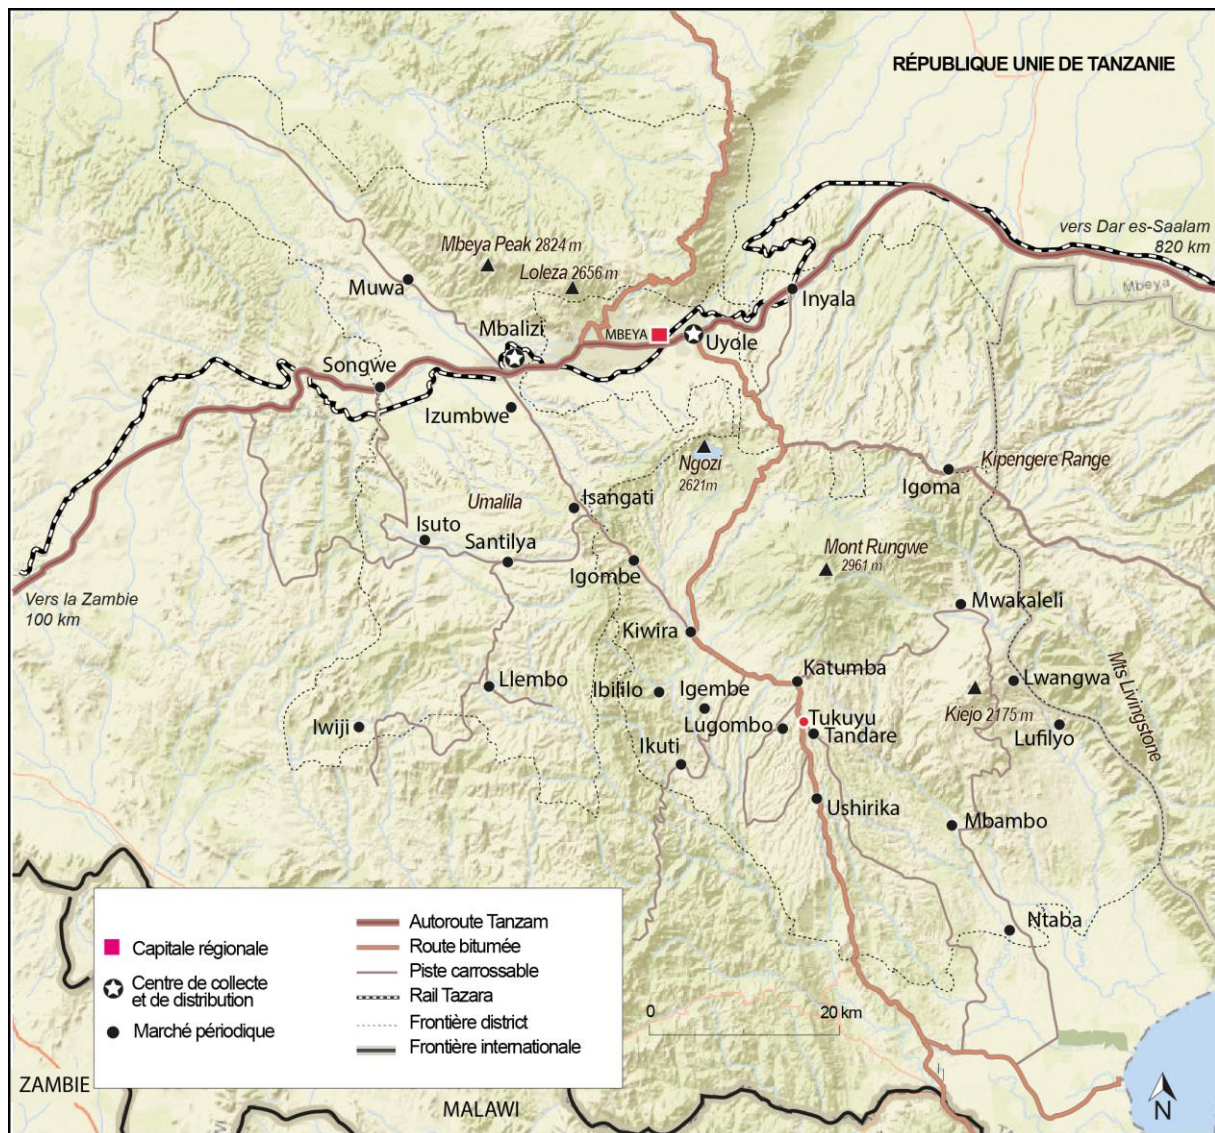 RÉPUBLIQUE UNIE DE TANZANIE
vers Dar es-Saalam
820 km
Mbeya
Mbeya Peak 2824 m
Loleza 2656 m
Muwa
Inyala
Mbalizi
MBEYA
Uyole
Songwe
Izumbwe
Ngozi
2621m
Kipengere Range
Igoma
Umalila
Isangati
Isuto
Santilya
Igombe
Mont Rungwe
2961 m
Vers la Zambie
100 km
Mwakaleli
Kiwira
Mts Livingstone
Katumba
Llembo
Ibililo
Igembe
Lwangwa
Kiejo 2175 m
Iwiji
Lugombo
Tukuyu
Tandare
Lufilyo
Ikuti
Ushirika
Mbambo
Ntaba
Capitale régionale
Centre de collecte
et de distribution
Marché périodique
Autoroute Tanzam
Route bitumée
Piste carrossable
Rail Tazara
Frontière district
Frontière internationale
0
20 km
ZAMBIE
MALAWI
N